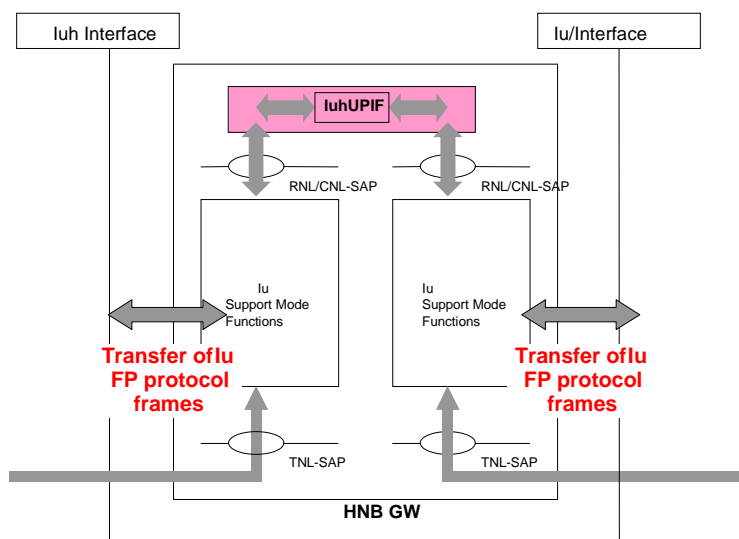 Iuh Interface
Iu/Interface
IuhUPIF
RNL/CNL-SAP
RNL/CNL-SAP
Iu
Support Mode
Functions
Iu
Support Mode
Functions
Transfer ofIu
FP protocol
frames
Transfer ofIu
FP protocol
frames
TNL-SAP
TNL-SAP
HNB GW